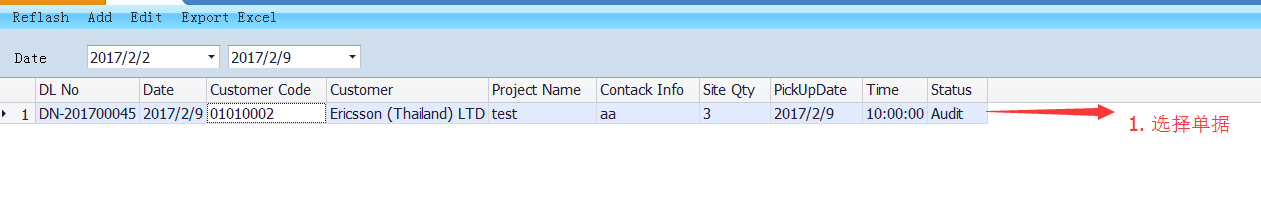 Reflash Add Edit Export Excel
Date 2017/2/2 2017/2/9
DL No Date Customer Code Customer Project Name Contack Info Site Qty PickUpDate Time Status
1 DN-201700045 2017/2/9 01010002 Ericsson (Thailand) LTD test aa 3 2017/2/9 10:00:00 Audit
1. 选择单据